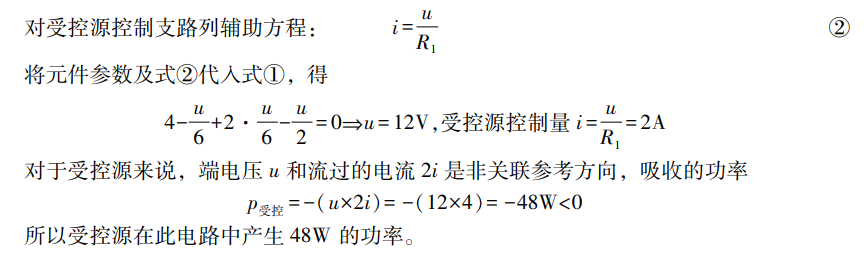 对受控源控制支路列辅助方程： i=u/R₁ ②
将元件参数及式②代入式①，得
4-u/6+2·u/6-u/2=0⇒u=12V,受控源控制量 i=u/R₁=2A
对于受控源来说，端电压 u 和流过的电流 2i 是非关联参考方向，吸收的功率
p受控=-(u×2i)=-(12×4)=-48W<0
所以受控源在此电路中产生 48W 的功率。